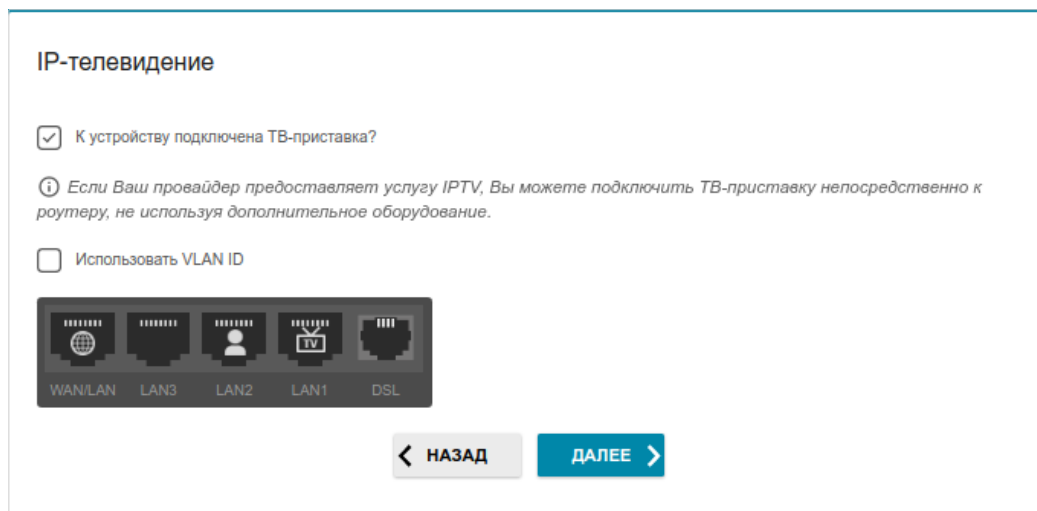 IP-телевидение
К устройству подключена ТВ-приставка?
Если Ваш провайдер предоставляет услугу IPTV, Вы можете подключить ТВ-приставку непосредственно к
роутеру, не используя дополнительное оборудование.
Использовать VLAN ID
TV
WAN/LAN LAN3 LAN2 LAN1 DSL
НАЗАД ДАЛЕЕ